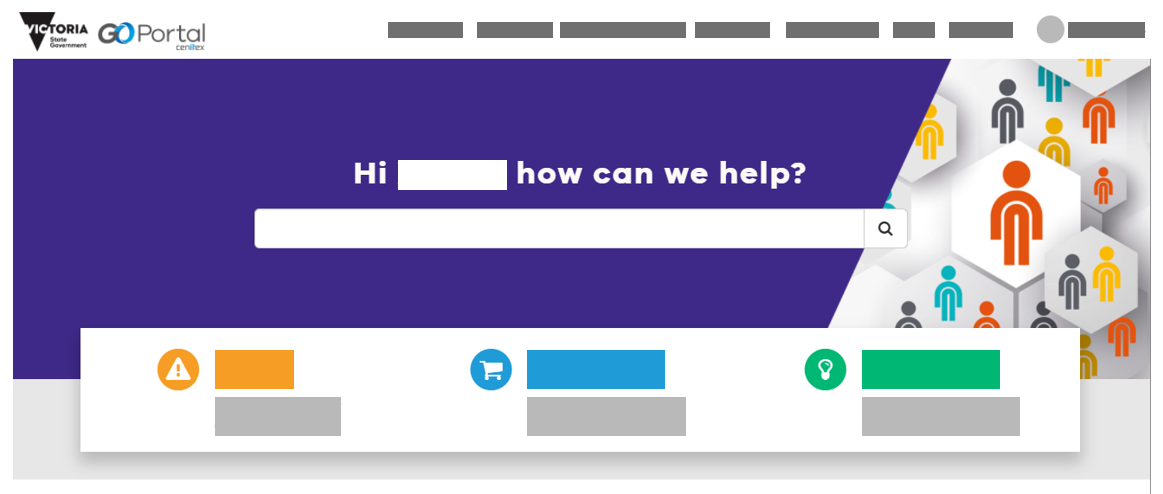 VICTORIA
State
Government
GO Portal
cenitex
Hi how can we help?